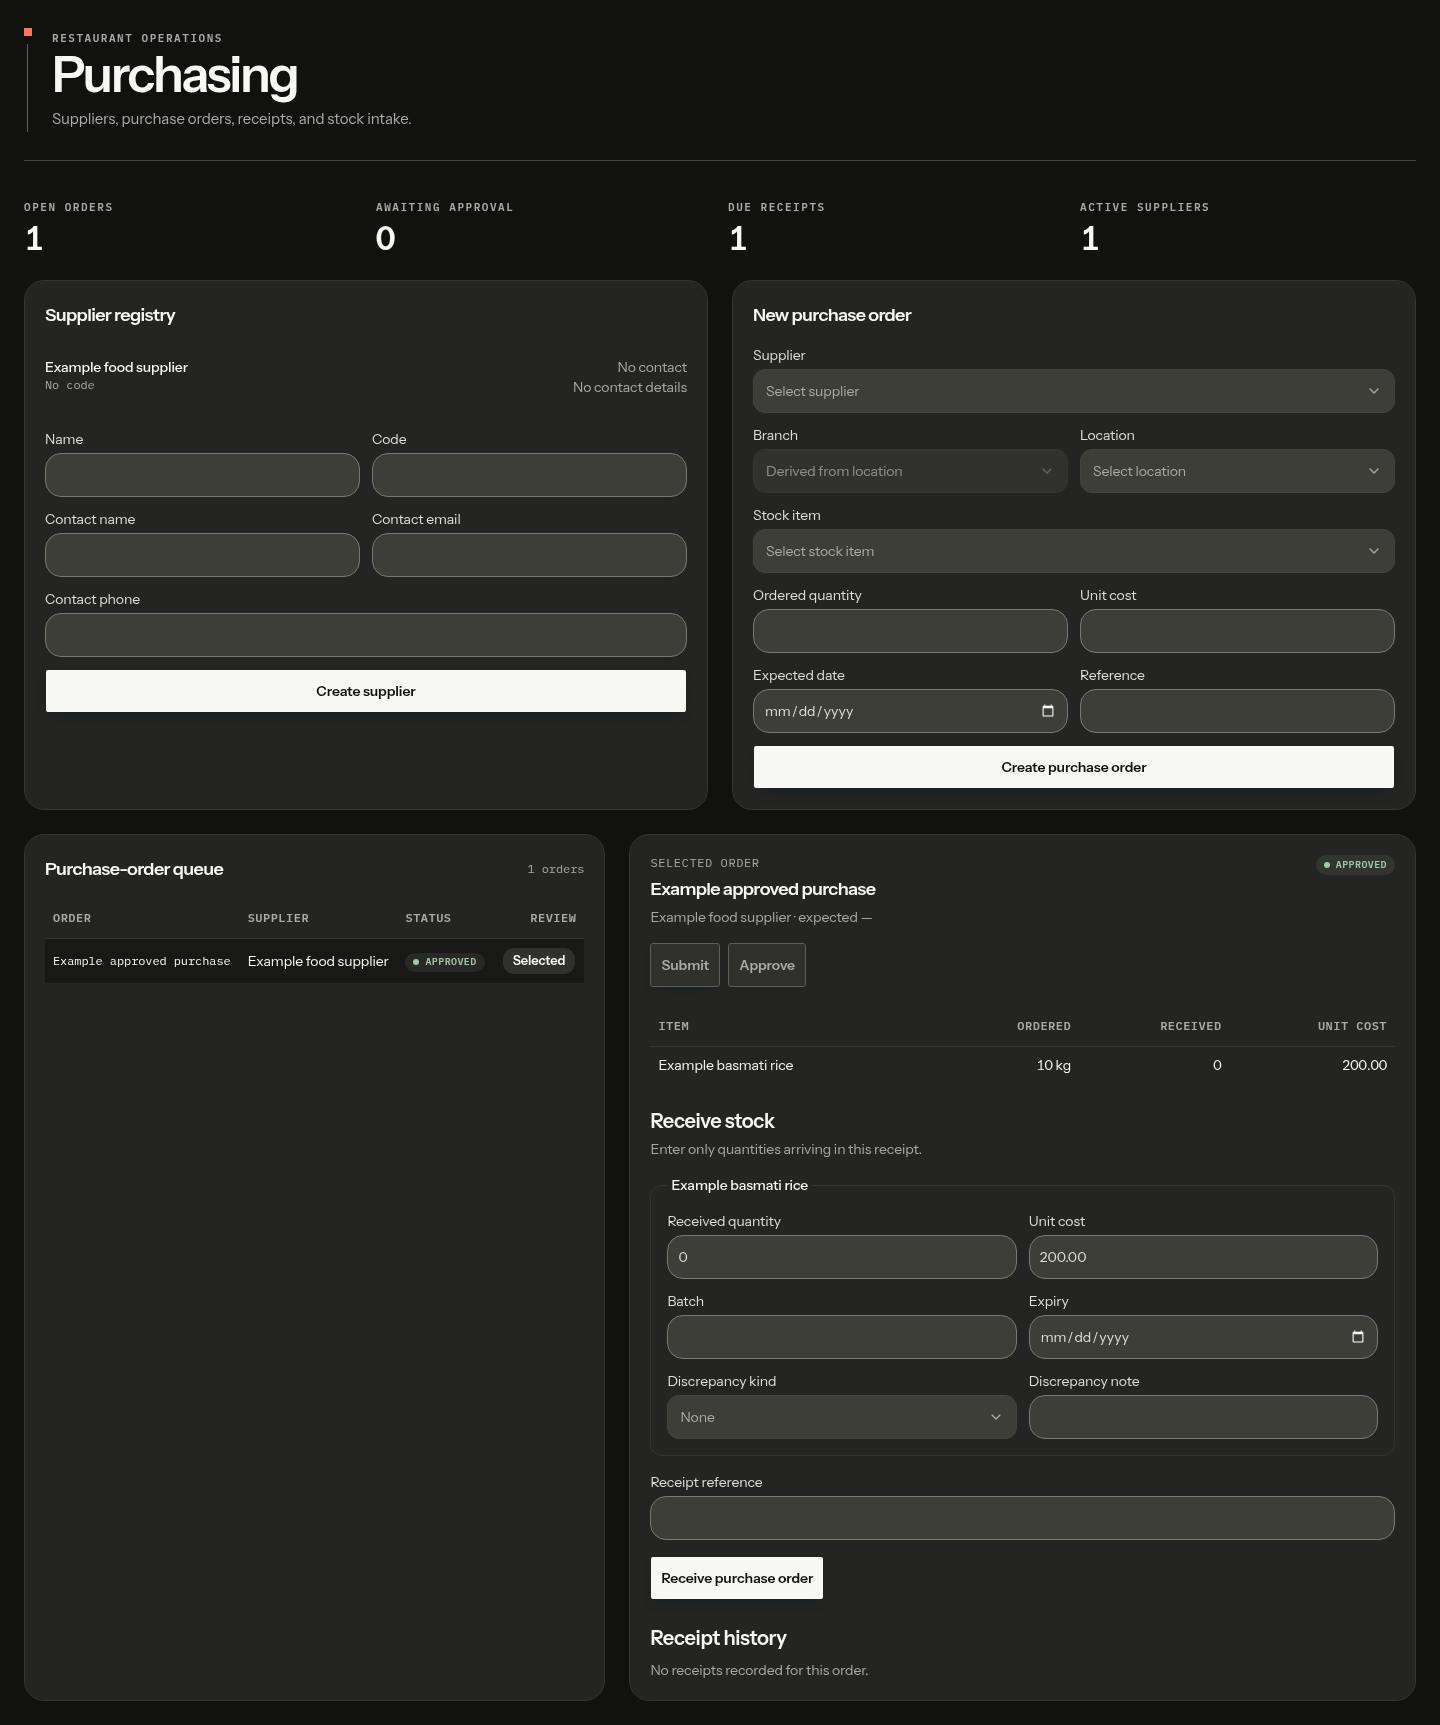 RESTAURANT OPERATIONS
Purchasing
Suppliers, purchase orders, receipts, and stock intake.
OPEN ORDERS
1
AWAITING APPROVAL
0
DUE RECEIPTS
1
ACTIVE SUPPLIERS
1
Supplier registry
Example food supplier
No code
No contact
No contact details
Name
Code
Contact name
Contact email
Contact phone
Create supplier
New purchase order
Supplier
Select supplier
Branch
Location
Derived from location
Select location
Stock item
Select stock item
Ordered quantity
Unit cost
Expected date
Reference
mm/dd/yyyy
Create purchase order
Purchase-order queue
1 orders
ORDER SUPPLIER STATUS REVIEW
Example approved purchase Example food supplier APPROVED Selected
SELECTED ORDER
APPROVED
Example approved purchase
Example food supplier · expected —
Submit
Approve
ITEM ORDERED RECEIVED UNIT COST
Example basmati rice 10 kg 0 200.00
Receive stock
Enter only quantities arriving in this receipt.
Example basmati rice
Received quantity
Unit cost
0
200.00
Batch
Expiry
mm/dd/yyyy
Discrepancy kind
Discrepancy note
None
Receipt reference
Receive purchase order
Receipt history
No receipts recorded for this order.